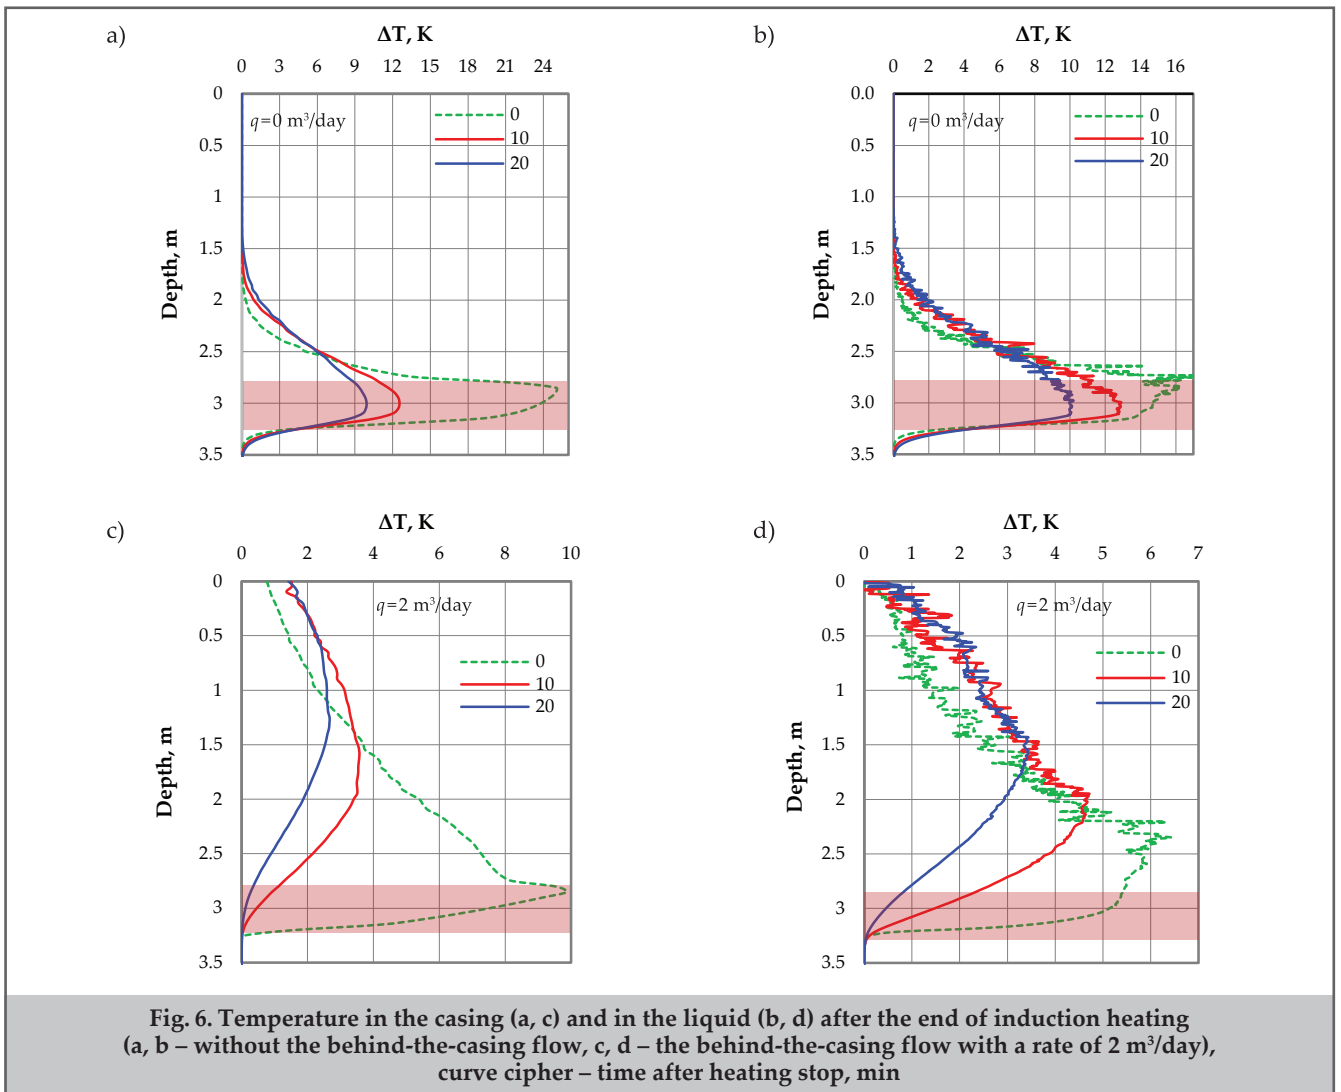 a)
ΔT, K
0 3 6 9 12 15 18 21 24
0
0.5
1
1.5
2
2.5
3
3.5
Depth, m
q=0 m³/day
0
10
20
b)
ΔT, K
0 2 4 6 8 10 12 14 16
0.0
0.5
1.0
1.5
2.0
2.5
3.0
3.5
Depth, m
q=0 m³/day
0
10
20
c)
ΔT, K
0 2 4 6 8 10
0
0.5
1
1.5
2
2.5
3
3.5
Depth, m
q=2 m³/day
0
10
20
d)
ΔT, K
0 1 2 3 4 5 6 7
0
0.5
1
1.5
2
2.5
3
3.5
Depth, m
q=2 m³/day
0
10
20
Fig. 6. Temperature in the casing (a, c) and in the liquid (b, d) after the end of induction heating
(a, b – without the behind-the-casing flow, c, d – the behind-the-casing flow with a rate of 2 m³/day),
curve cipher – time after heating stop, min